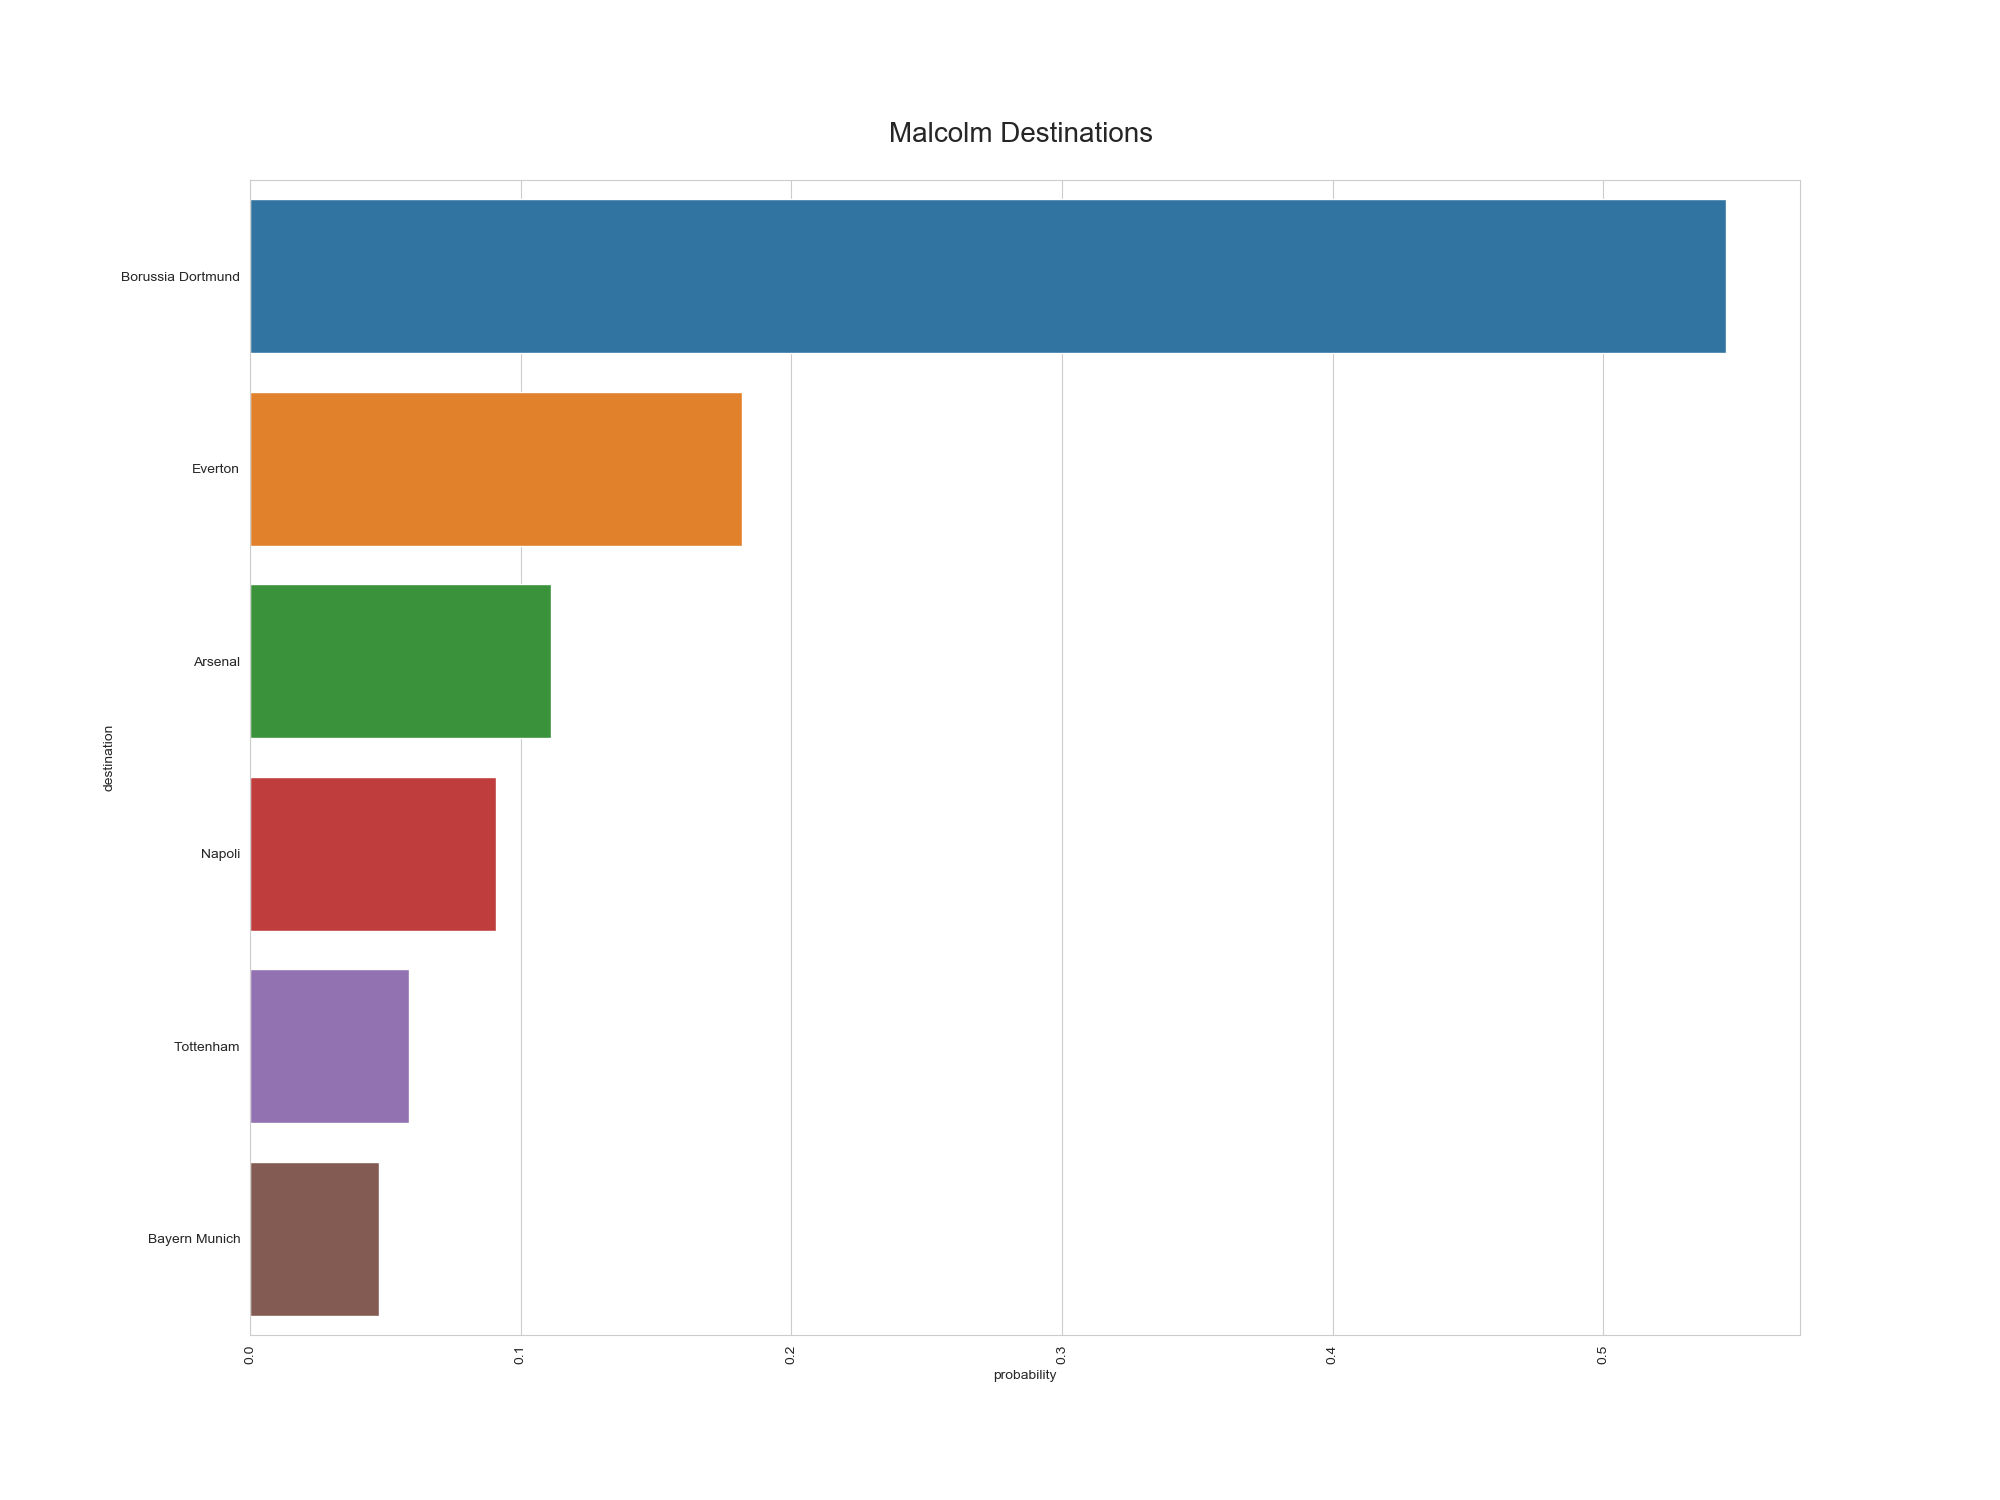 Malcolm Destinations
Borussia Dortmund
Everton
Arsenal
destination
Napoli
Tottenham
Bayern Munich
0.0
0.1
0.2
0.3
0.4
0.5
probability